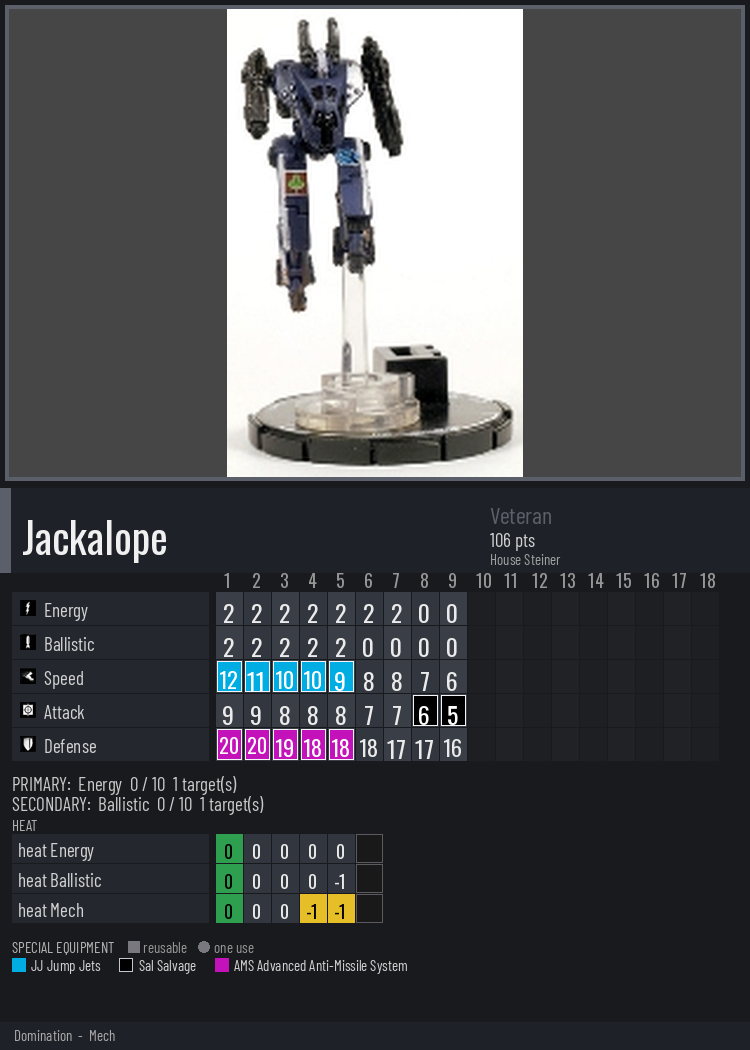 Jackalope
Veteran
106 pts
House Steiner
1 2 3 4 5 6 7 8 9 10 11 12 13 14 15 16 17 18
Energy 2 2 2 2 2 2 2 0 0
Ballistic 2 2 2 2 2 0 0 0 0
Speed 12 11 10 10 9 8 8 7 6
Attack 9 9 8 8 8 7 7 6 5
Defense 20 20 19 18 18 18 17 17 16
PRIMARY: Energy 0 / 10 1 target(s)
SECONDARY: Ballistic 0 / 10 1 target(s)
HEAT
heat Energy 0 0 0 0 0
heat Ballistic 0 0 0 0 -1
heat Mech 0 0 0 -1 -1
SPECIAL EQUIPMENT reusable one use
JJ Jump Jets Sal Salvage AMS Advanced Anti-Missile System
Domination - Mech